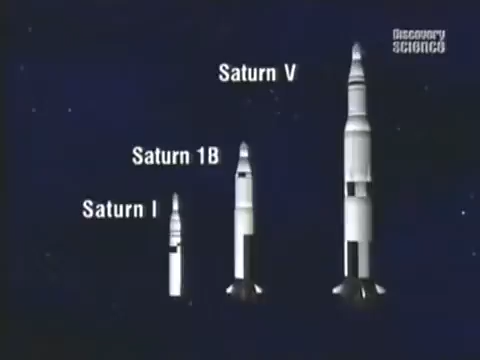 Discovery
SCIENCE
Saturn V
Saturn 1B
Saturn I